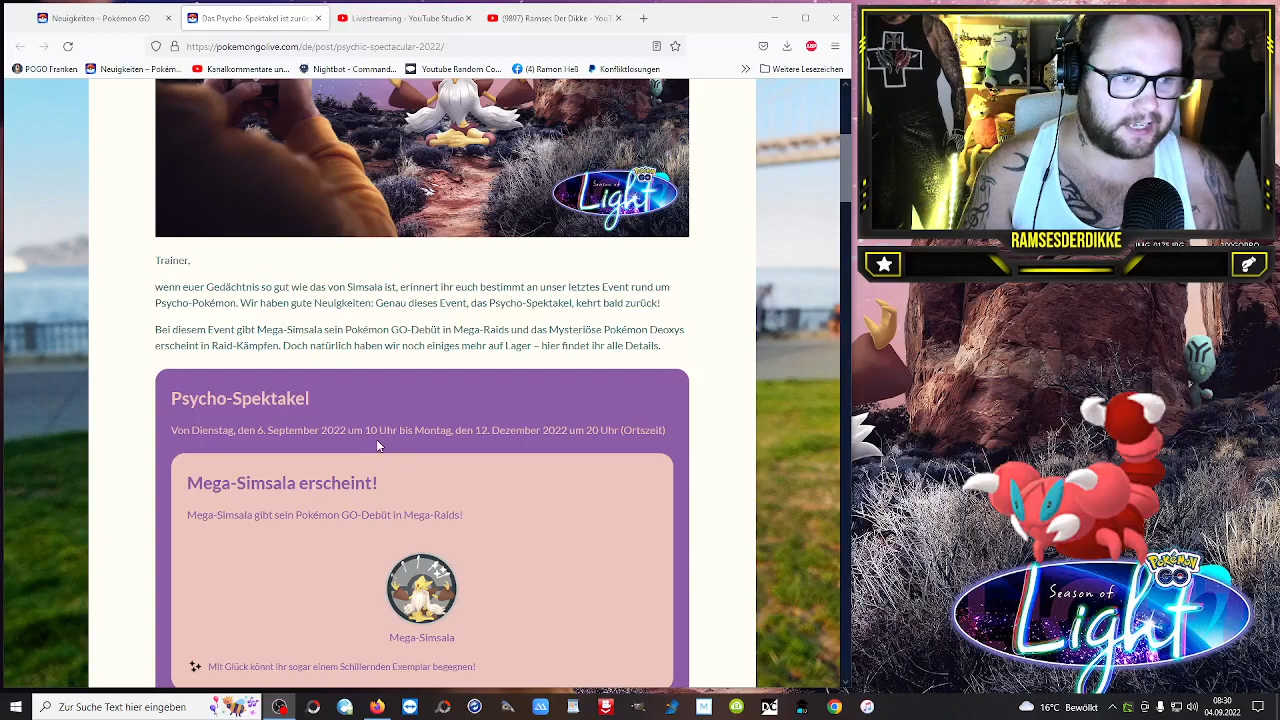 Neuigkeiten – Pokémon GO
Das Psycho-Spektakel ist zurück
Livestreaming - YouTube Studio
(9897) Ramses Der Dikke - YouT
https://pokemongolive.com
/psycho-spectacular-2022/
POGO Franken
Neuigkeiten – Pokém...
Kanalkommentare un...
Nightbot - Command...
Youtube Random Co...
(4) Ramon Heß
Konfliktlösungen
Weitere Lesezeichen
Season of
Light
Pokémon GO
Trainer,
wenn euer Gedächtnis so gut wie das von Simsala ist, erinnert ihr euch bestimmt an unser letztes Event rund um
Psycho-Pokémon. Wir haben gute Neuigkeiten: Genau dieses Event, das Psycho-Spektakel, kehrt bald zurück!
Bei diesem Event gibt Mega-Simsala sein Pokémon GO-Debüt in Mega-Raids und das Mysteriöse Pokémon Deoxys
erscheint in Raid-Kämpfen. Doch natürlich haben wir noch einiges mehr auf Lager – hier findet ihr alle Details.
Psycho-Spektakel
Von Dienstag, den 6. September 2022 um 10 Uhr bis Montag, den 12. Dezember 2022 um 20 Uhr (Ortszeit)
Mega-Simsala erscheint!
Mega-Simsala gibt sein Pokémon GO-Debüt in Mega-Raids!
Mega-Simsala
Mit Glück könnt ihr sogar einem Schillernden Exemplar begegnen!
RAMSESDERDIKKE
Pokémon
GO
Season of
Light
Zur Suche Text hier eingeben
16°C Bewölkt
08:30
04.09.2022